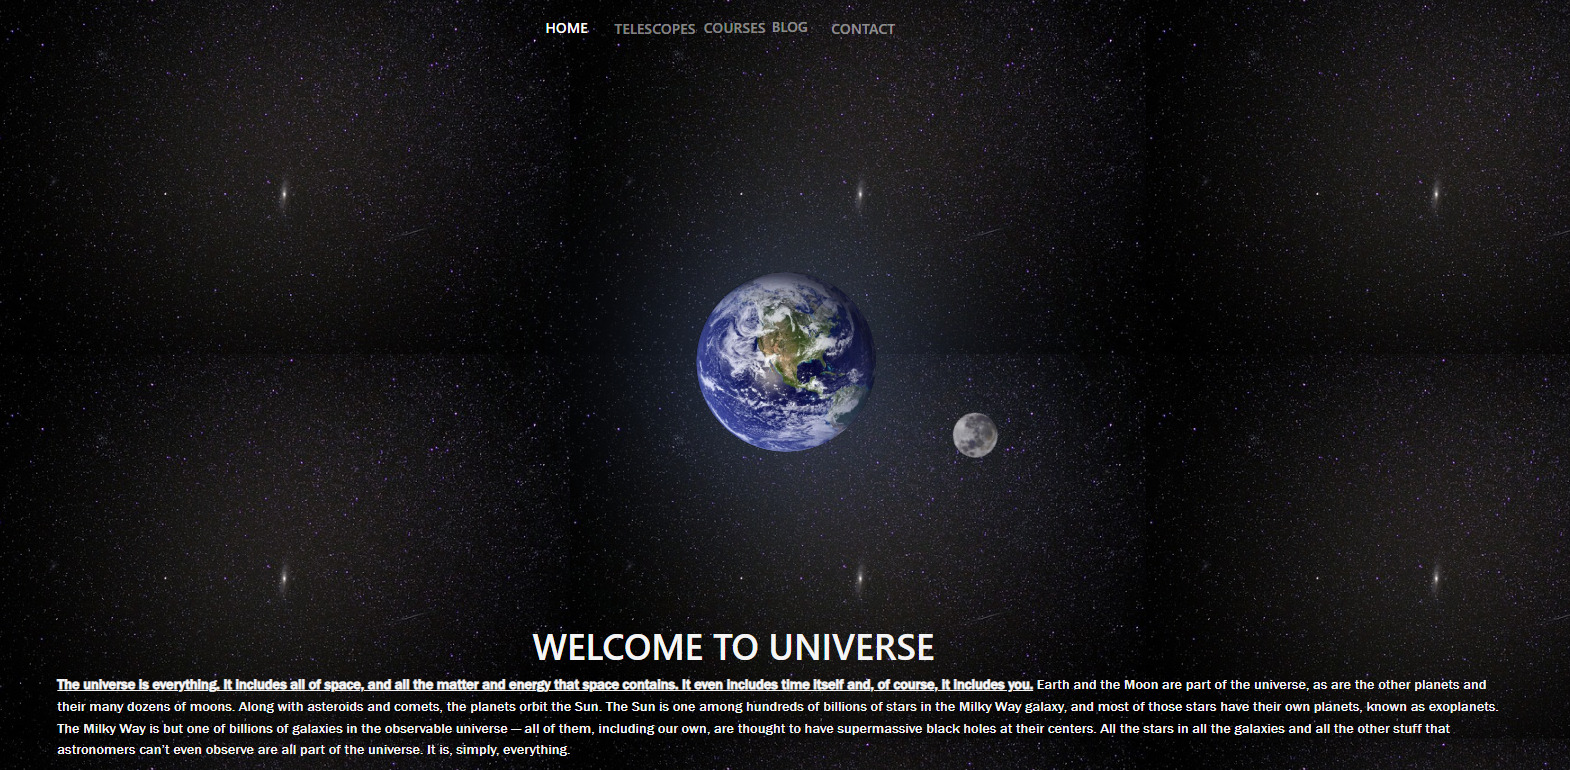 HOME TELESCOPES COURSES BLOG CONTACT
WELCOME TO UNIVERSE
The universe is everything. It includes all of space, and all the matter and energy that space contains. It even includes time itself and, of course, it includes you. Earth and the Moon are part of the universe, as are the other planets and
their many dozens of moons. Along with asteroids and comets, the planets orbit the Sun. The Sun is one among hundreds of billions of stars in the Milky Way galaxy, and most of those stars have their own planets, known as exoplanets.
The Milky Way is but one of billions of galaxies in the observable universe — all of them, including our own, are thought to have supermassive black holes at their centers. All the stars in all the galaxies and all the other stuff that
astronomers can’t even observe are all part of the universe. It is, simply, everything.